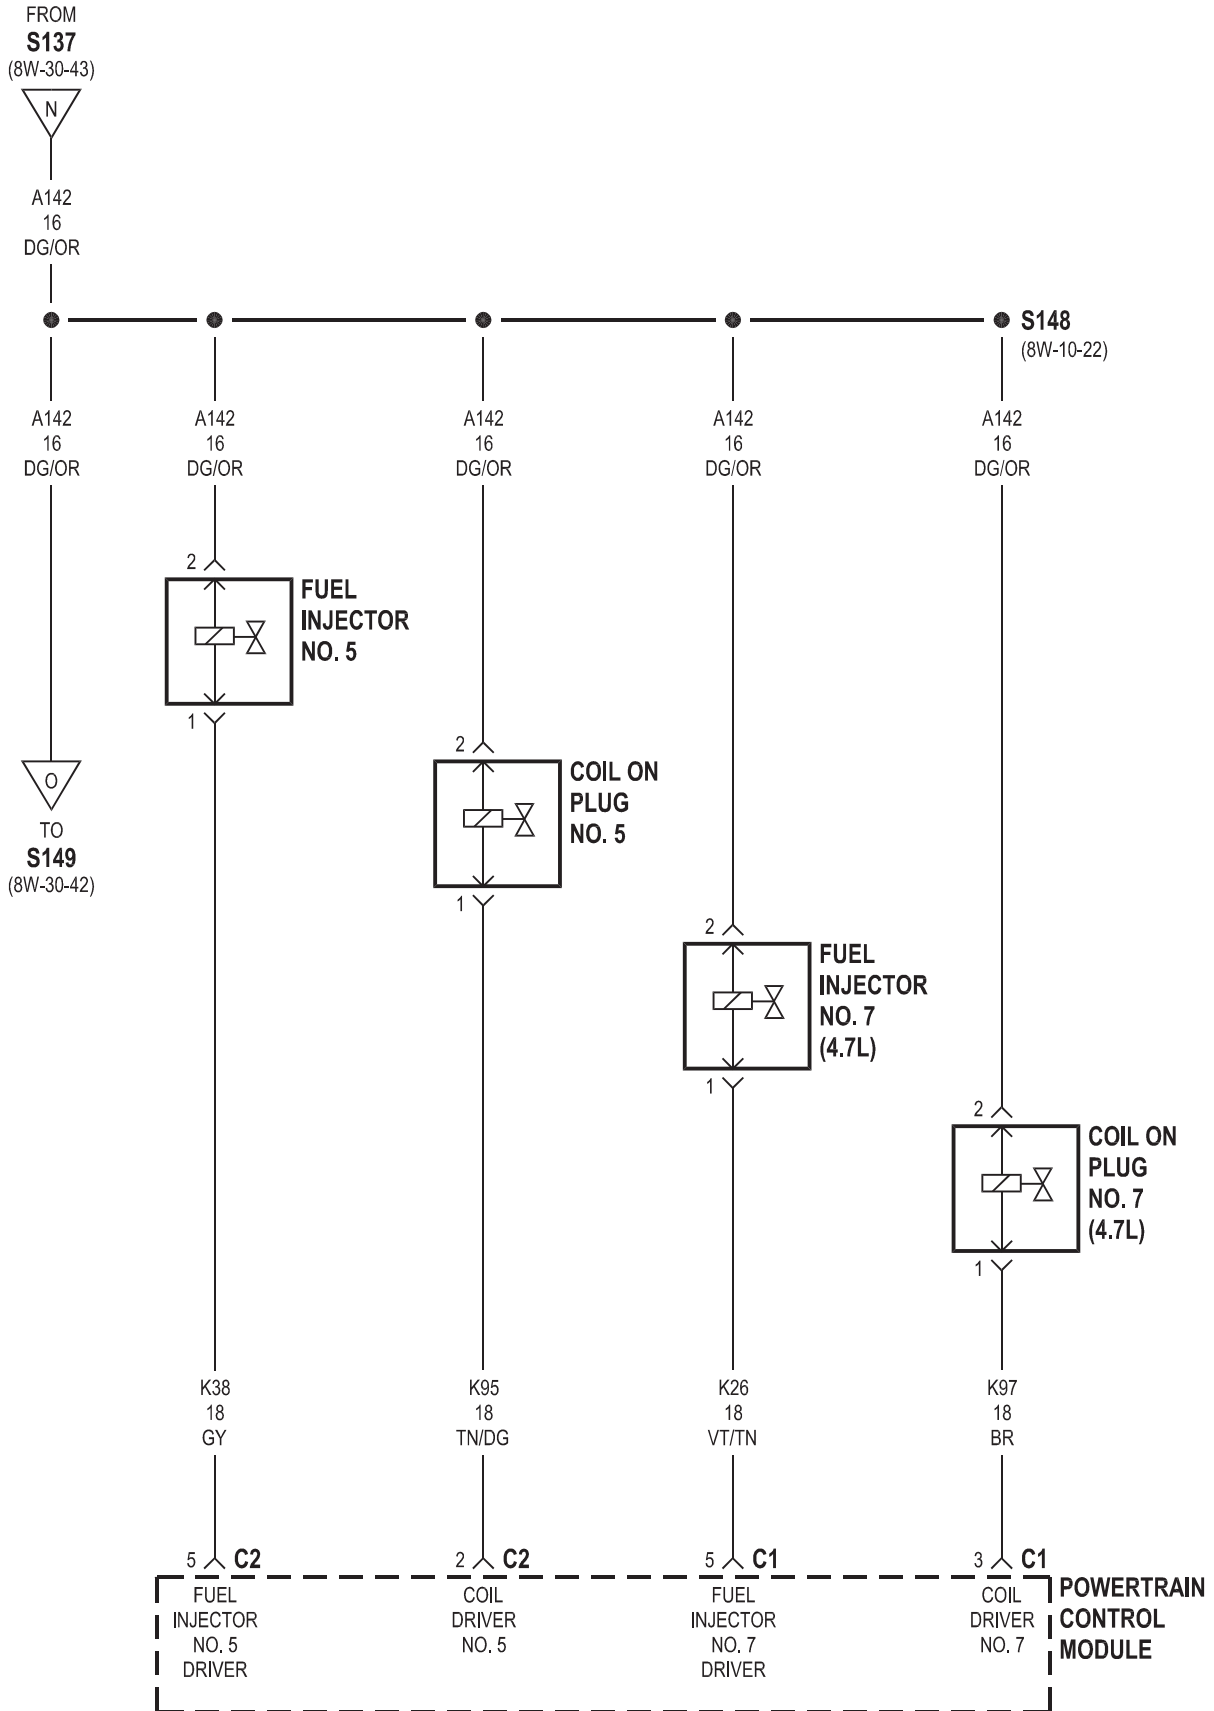 FROM
S137
(8W-30-43)
N
A142
16
DG/OR
S148
(8W-10-22)
A142
16
DG/OR
A142
16
DG/OR
A142
16
DG/OR
A142
16
DG/OR
A142
16
DG/OR
2
FUEL
INJECTOR
NO. 5
1
O
TO
S149
(8W-30-42)
2
COIL ON
PLUG
NO. 5
1
2
FUEL
INJECTOR
NO. 7
(4.7L)
1
2
COIL ON
PLUG
NO. 7
(4.7L)
1
K38
18
GY
K95
18
TN/DG
K26
18
VT/TN
K97
18
BR
5 C2
2 C2
5 C1
3 C1
FUEL
INJECTOR
NO. 5
DRIVER
COIL
DRIVER
NO. 5
FUEL
INJECTOR
NO. 7
DRIVER
COIL
DRIVER
NO. 7
POWERTRAIN
CONTROL
MODULE